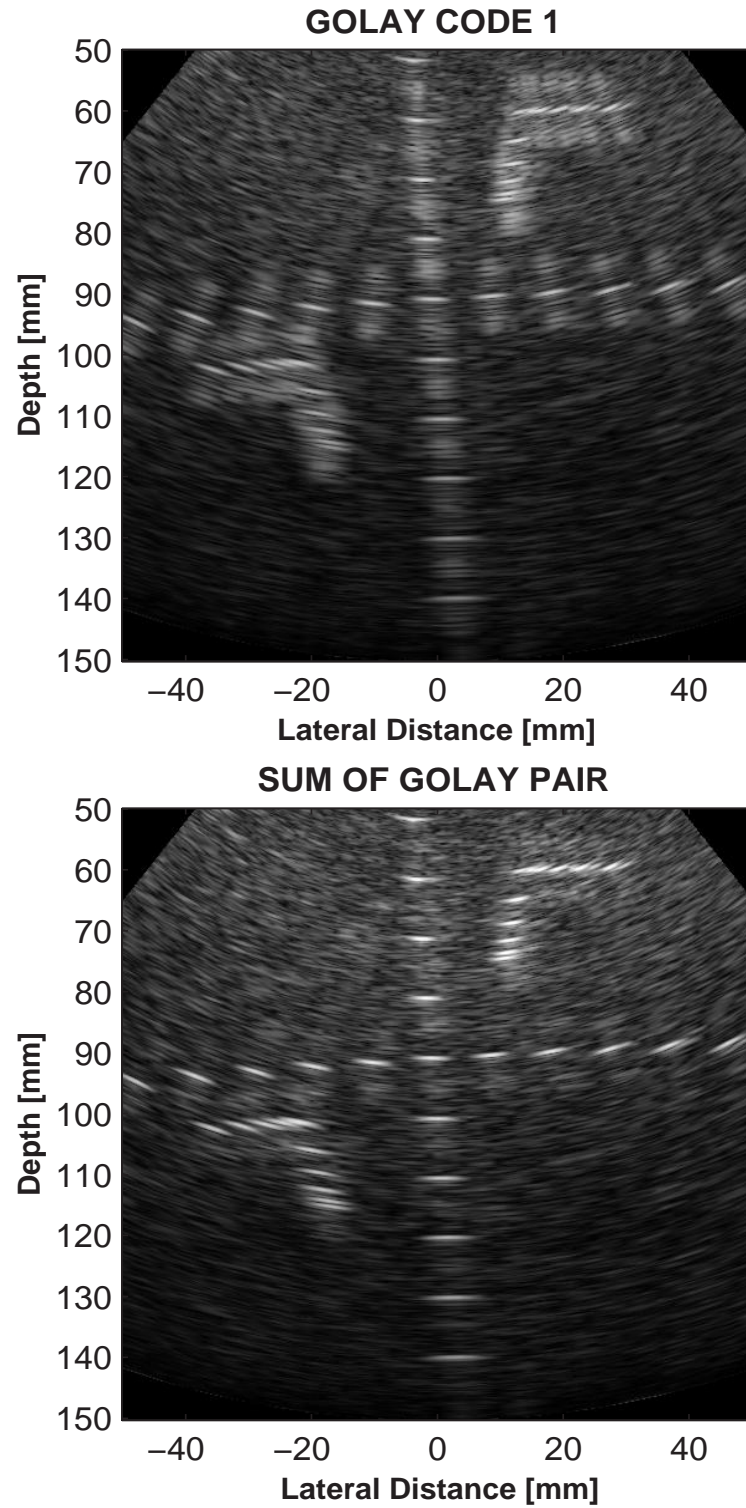 GOLAY CODE 1
50
60
70
80
90
100
110
120
130
140
150
Depth [mm]
−40 −20 0 20 40
Lateral Distance [mm]
SUM OF GOLAY PAIR
50
60
70
80
90
100
110
120
130
140
150
Depth [mm]
−40 −20 0 20 40
Lateral Distance [mm]